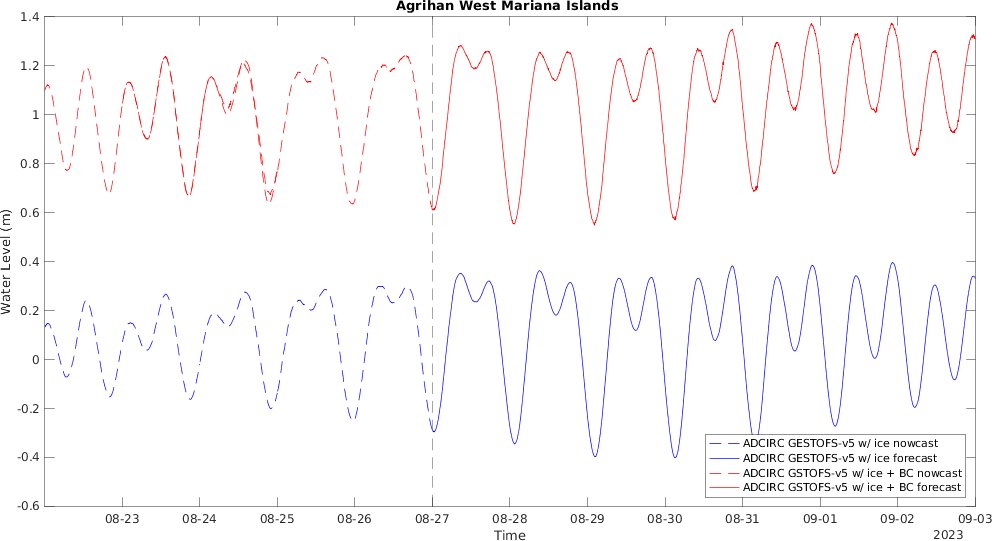 Agrihan West Mariana Islands
1.4
1.2
1
0.8
0.6
0.4
0.2
0
-0.2
-0.4
-0.6
Water Level (m)
ADCIRC GESTOFS-v5 w/ ice nowcast
ADCIRC GESTOFS-v5 w/ ice forecast
ADCIRC GSTOFS-v5 w/ ice + BC nowcast
ADCIRC GSTOFS-v5 w/ ice + BC forecast
08-23 08-24 08-25 08-26 08-27 08-28 08-29 08-30 08-31 09-01 09-02 09-03
Time
2023